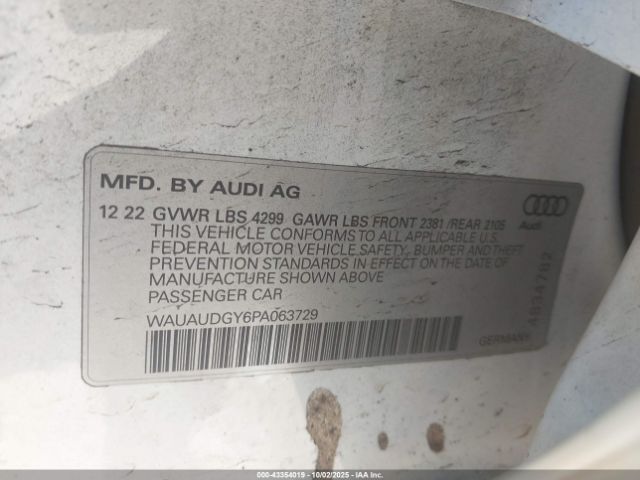 MFD. BY AUDI AG
12 22 GVWR LBS 4299 GAWR LBS FRONT 2381 /REAR 2105
THIS VEHICLE CONFORMS TO ALL APPLICABLE U.S.
FEDERAL MOTOR VEHICLE SAFETY, BUMPER AND THEFT
PREVENTION STANDARDS IN EFFECT ON THE DATE OF
MANUFACTURE SHOWN ABOVE
PASSENGER CAR
WAUAUDGY6PA063729
Audi
GERMANY
4B3A702
000-43354019 - 10/02/2025 - IAA Inc.